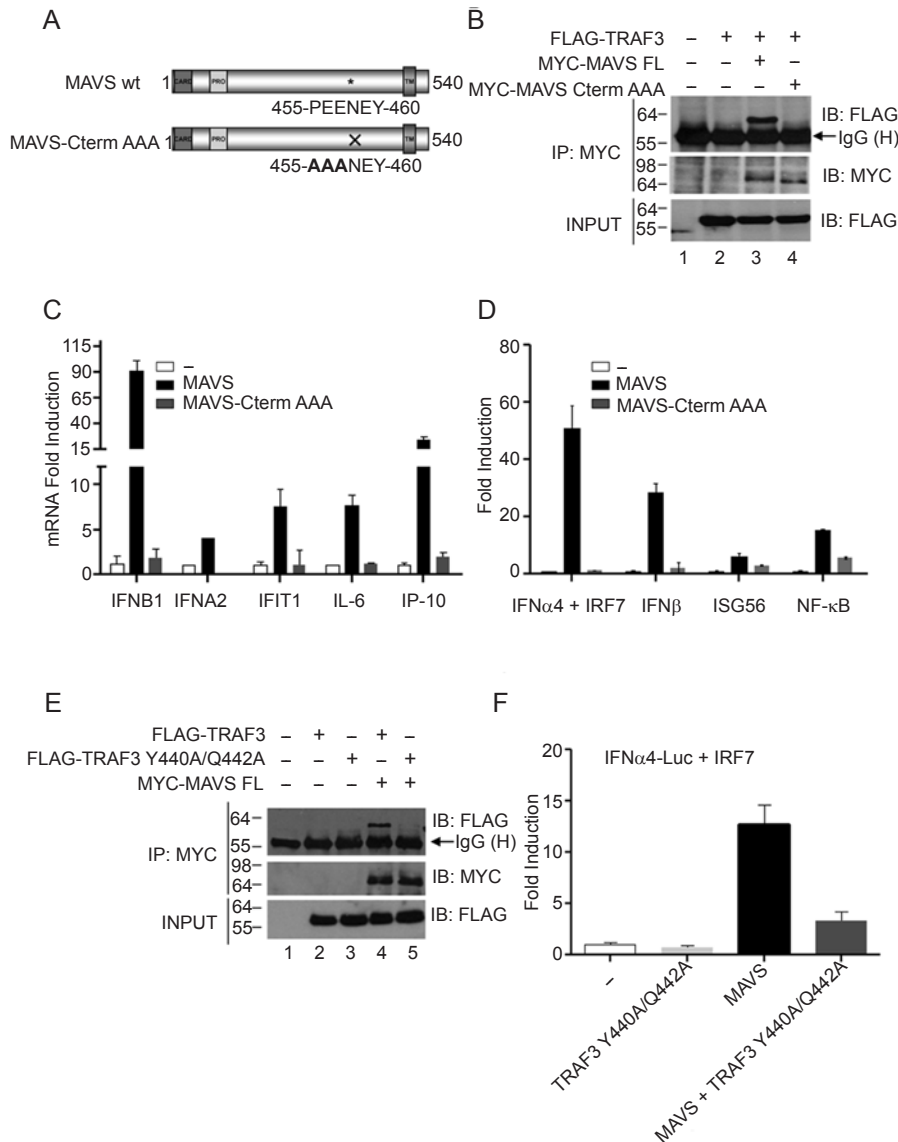 A
MAVS wt 1 CARD PRO * TM 540
455-PEENEY-460
MAVS-Cterm AAA 1 CARD PRO TM 540
455-AAANEY-460
B
FLAG-TRAF3 – + + +
MYC-MAVS FL – – + –
MYC-MAVS Cterm AAA – – – +
IP: MYC
64
55
IB: FLAG
IgG (H)
98
64
IB: MYC
INPUT
64
55
IB: FLAG
1 2 3 4
C
mRNA Fold Induction
115
90
65
40
15
10
5
0
–
MAVS
MAVS-Cterm AAA
IFNB1 IFNA2 IFIT1 IL-6 IP-10
D
Fold Induction
80
60
40
20
0
–
MAVS
MAVS-Cterm AAA
IFNα4 + IRF7 IFNβ ISG56 NF-κB
E
FLAG-TRAF3 – + – + –
FLAG-TRAF3 Y440A/Q442A – – + – +
MYC-MAVS FL – – – + +
IP: MYC
64
55
IB: FLAG
IgG (H)
98
64
IB: MYC
INPUT
64
55
IB: FLAG
1 2 3 4 5
F
IFNα4-Luc + IRF7
Fold Induction
20
15
10
5
0
–
TRAF3 Y440A/Q442A
MAVS
MAVS + TRAF3 Y440A/Q442A